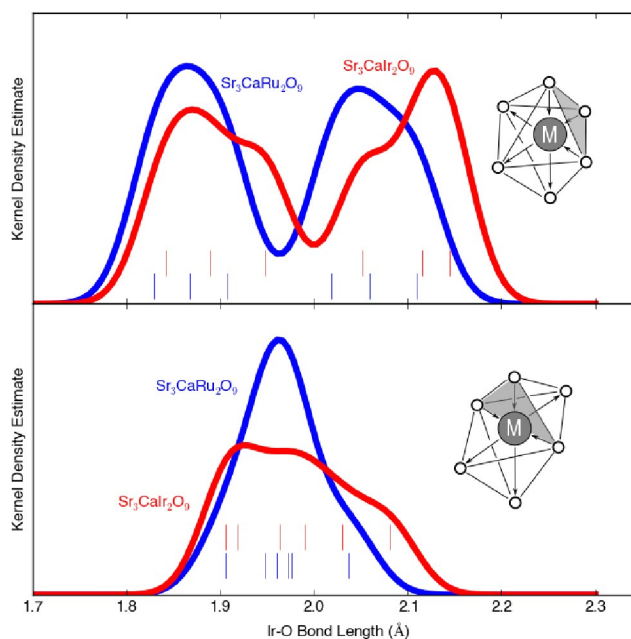 Kernel Density Estimate
Sr₃CaRu₂O₉
Sr₃CaIr₂O₉
M
Kernel Density Estimate
Sr₃CaRu₂O₉
Sr₃CaIr₂O₉
M
1.7 1.8 1.9 2.0 2.1 2.2 2.3
Ir-O Bond Length (Å)